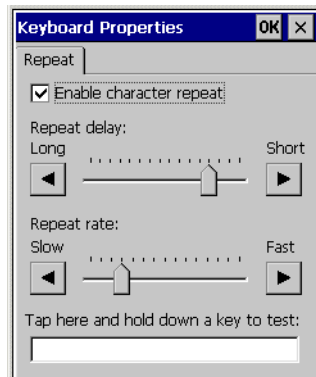 Keyboard Properties OK ×
Repeat
Enable character repeat
Repeat delay:
Long Short
Repeat rate:
Slow Fast
Tap here and hold down a key to test: